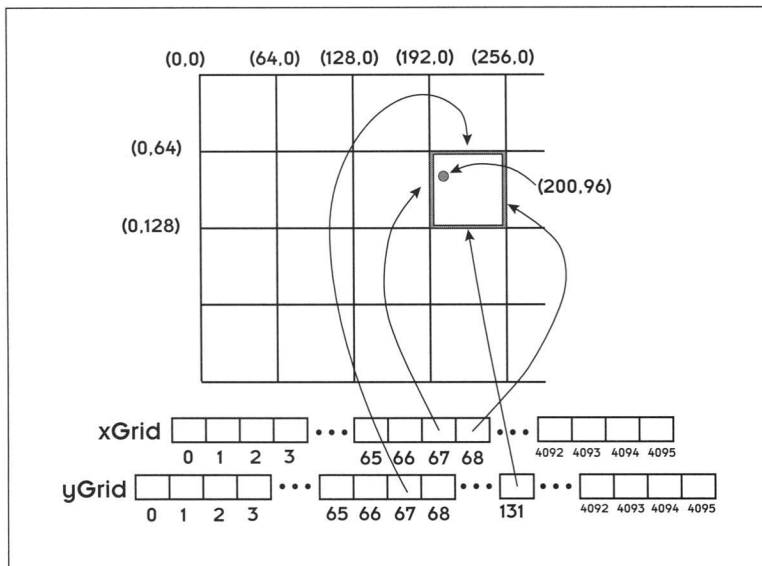 (0,0) (64,0) (128,0) (192,0) (256,0)
(0,64)
(200,96)
(0,128)
xGrid
0 1 2 3 65 66 67 68 4092 4093 4094 4095
yGrid
0 1 2 3 65 66 67 68 131 4092 4093 4094 4095